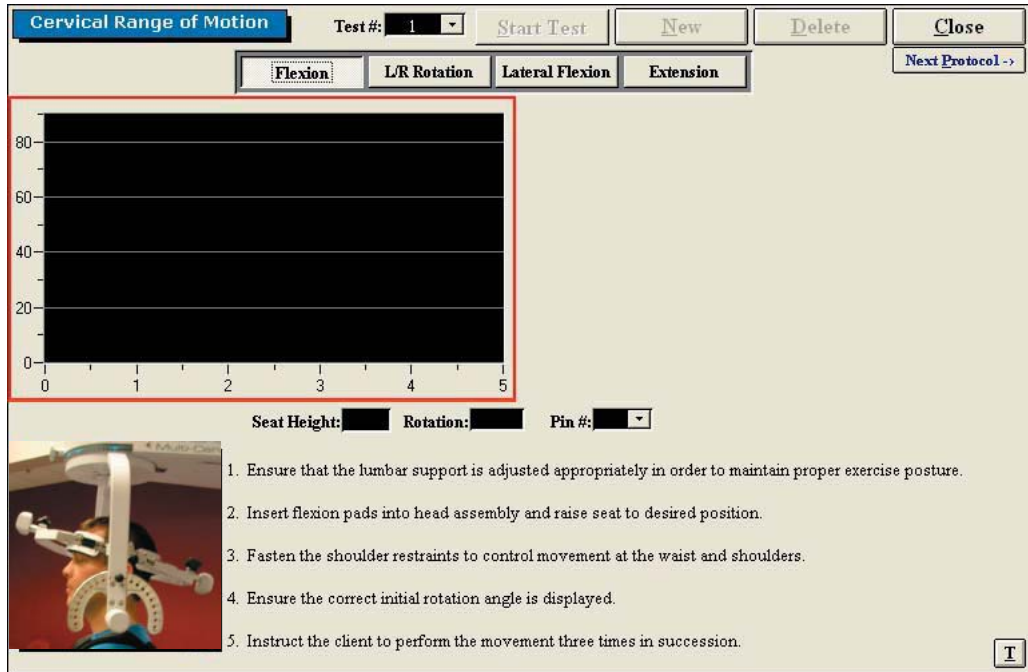 Cervical Range of Motion Test #: 1 Start Test New Delete Close
Flexion L/R Rotation Lateral Flexion Extension Next Protocol ->
80
60
40
20
0
0 1 2 3 4 5
Seat Height: Rotation: Pin #:
1. Ensure that the lumbar support is adjusted appropriately in order to maintain proper exercise posture.
2. Insert flexion pads into head assembly and raise seat to desired position.
3. Fasten the shoulder restraints to control movement at the waist and shoulders.
4. Ensure the correct initial rotation angle is displayed.
5. Instruct the client to perform the movement three times in succession.
T